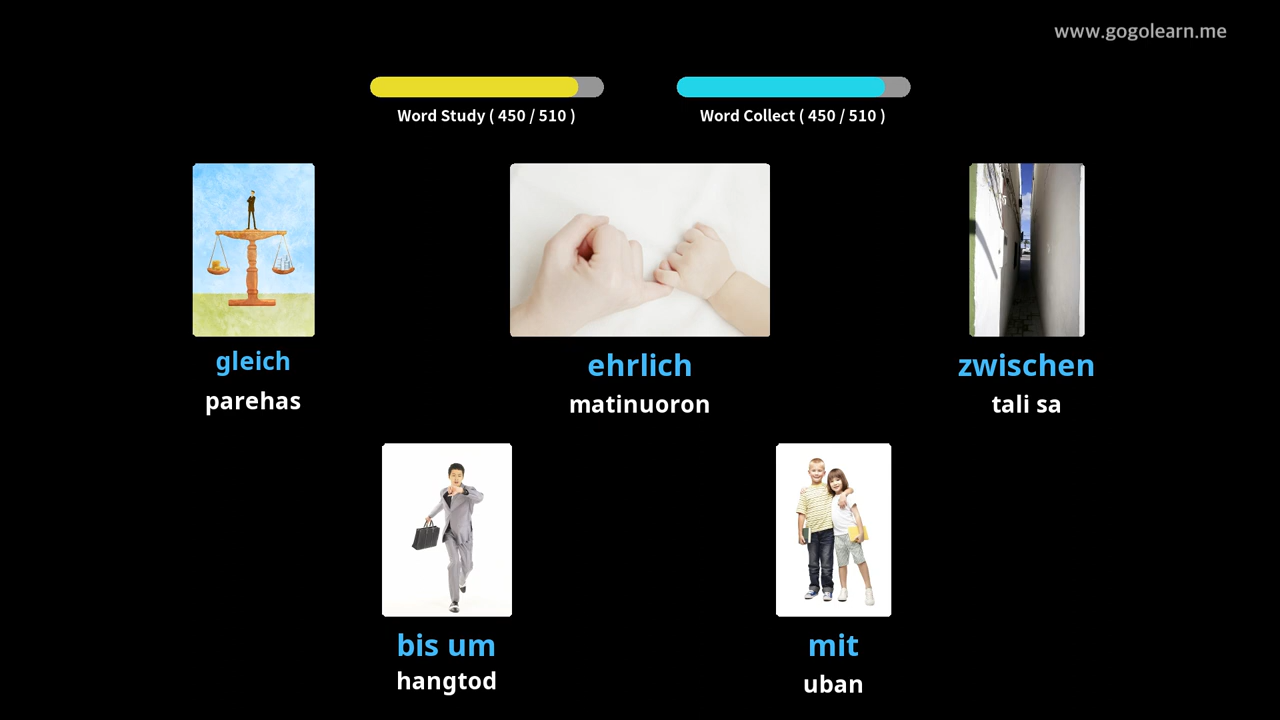 www.gogolearn.me
Word Study ( 450 / 510 )
Word Collect ( 450 / 510 )
gleich
parehas
ehrlich
matinuoron
zwischen
tali sa
bis um
hangtod
mit
uban